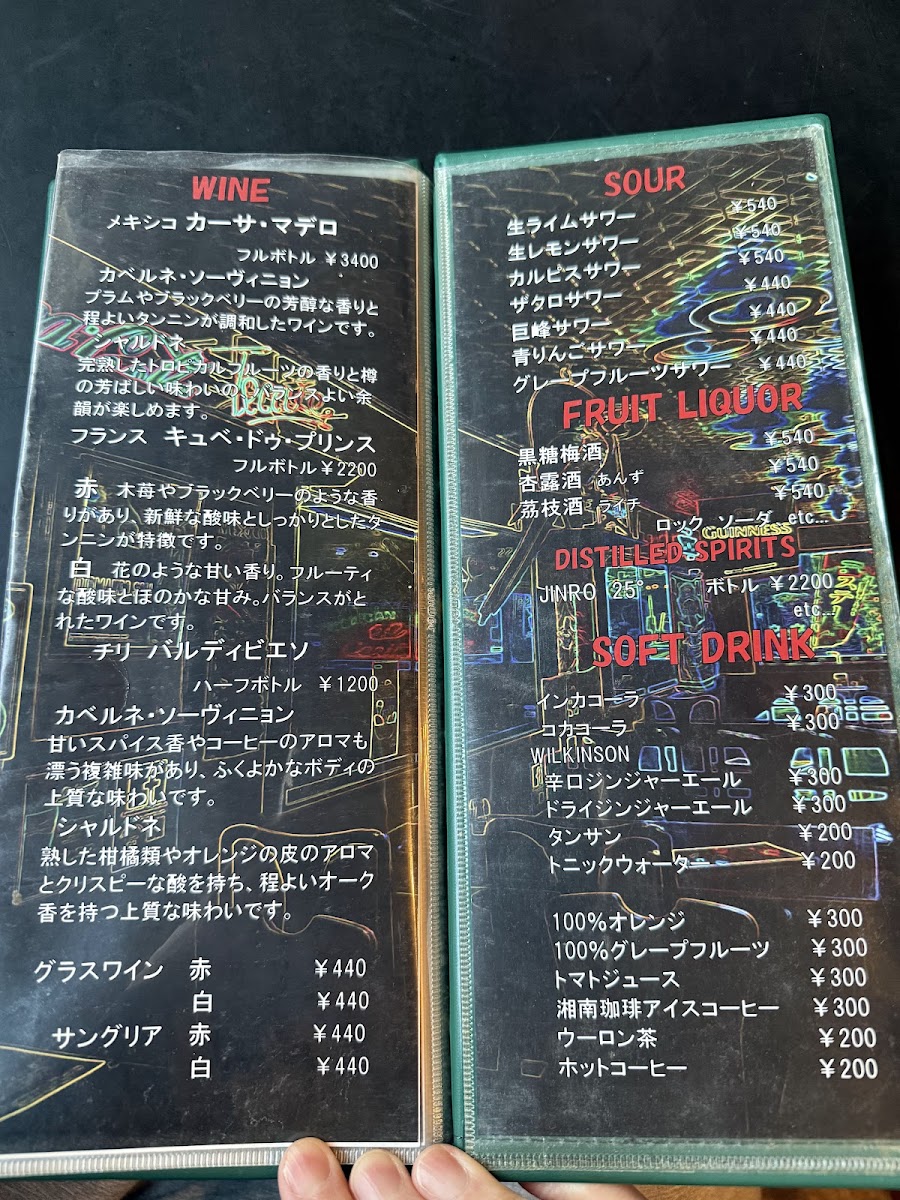 WINE
メキシコ カーサ・マデロ
フルボトル ¥3400
カベルネ・ソーヴィニョン
プラムやブラックベリーの芳醇な香りと
程よいタンニンが調和したワインです。
シャルドネ
完熟したトロピカルフルーツの香りと樽
の芳ばしい味わいの、バランスよい余
韻が楽しめます。
フランス キュベ・ドゥ・プリンス
フルボトル ¥2200
赤 木苺やブラックベリーのような香
りがあり、新鮮な酸味としっかりとしたタ
ンニンが特徴です。
白 花のような甘い香り。フルーティ
な酸味とほのかな甘み。バランスがと
れたワインです。
チリ バルディビエソ
ハーフボトル ¥1200
カベルネ・ソーヴィニョン
甘いスパイス香やコーヒーのアロマも
漂う複雑味があり、ふくよかなボディの
上質な味わいです。
シャルドネ
熟した柑橘類やオレンジの皮のアロマ
とクリスピーな酸を持ち、程よいオーク
香を持つ上質な味わいです。
グラスワイン 赤 ¥440
白 ¥440
サングリア 赤 ¥440
白 ¥440
SOUR
生ライムサワー ¥540
生レモンサワー ¥540
カルピスサワー ¥540
ザタロサワー ¥440
巨峰サワー ¥440
青りんごサワー ¥440
グレープフルーツサワー ¥440
FRUIT LIQUOR
黒糖梅酒 ¥540
杏露酒 あんず ¥540
茘枝酒 ライチ ¥540
ロック ソーダ etc...
GUINNESS
DISTILLED SPIRITS
JINRO 25° ボトル ¥2200
etc...
SOFT DRINK
インカコーラ ¥300
コカコーラ ¥300
WILKINSON
辛口ジンジャーエール ¥300
ドライジンジャーエール ¥300
タンサン ¥200
トニックウォーター ¥200
100%オレンジ ¥300
100%グレープフルーツ ¥300
トマトジュース ¥300
湘南珈琲アイスコーヒー ¥300
ウーロン茶 ¥200
ホットコーヒー ¥200